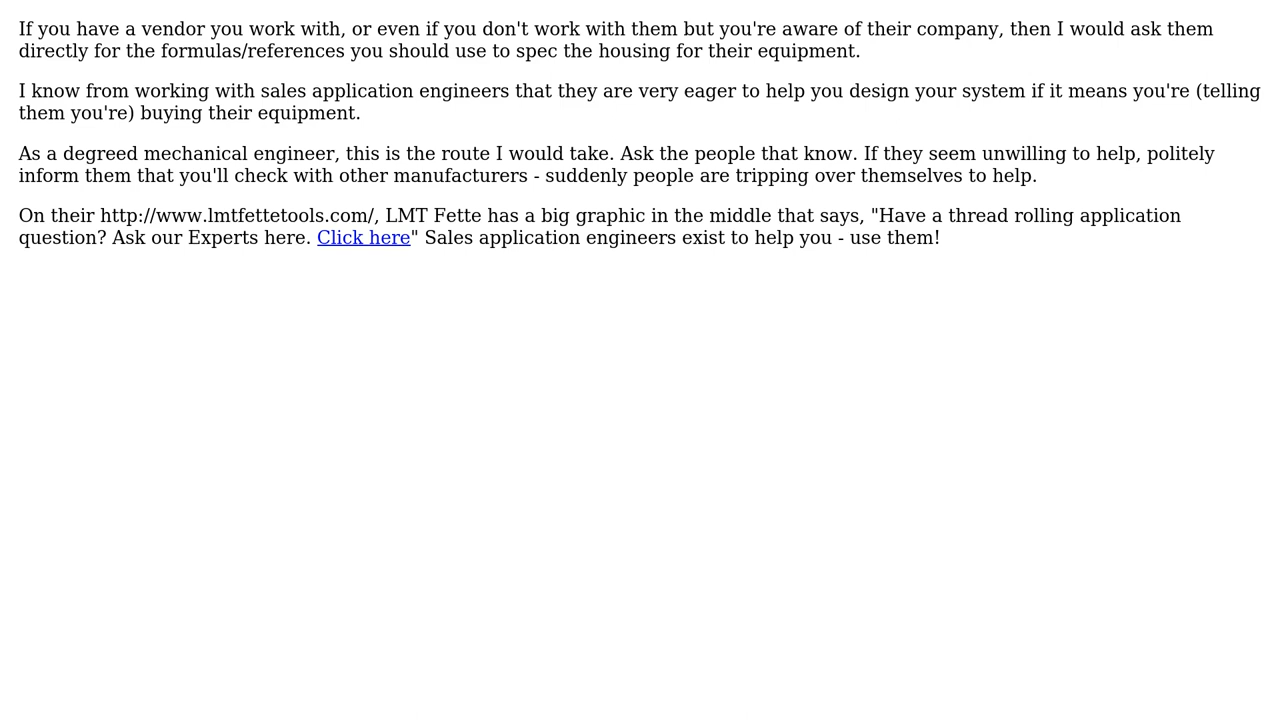 If you have a vendor you work with, or even if you don't work with them but you're aware of their company, then I would ask them
directly for the formulas/references you should use to spec the housing for their equipment.
I know from working with sales application engineers that they are very eager to help you design your system if it means you're (telling
them you're) buying their equipment.
As a degreed mechanical engineer, this is the route I would take. Ask the people that know. If they seem unwilling to help, politely
inform them that you'll check with other manufacturers - suddenly people are tripping over themselves to help.
On their http://www.lmtfettetools.com/, LMT Fette has a big graphic in the middle that says, "Have a thread rolling application
question? Ask our Experts here. Click here" Sales application engineers exist to help you - use them!